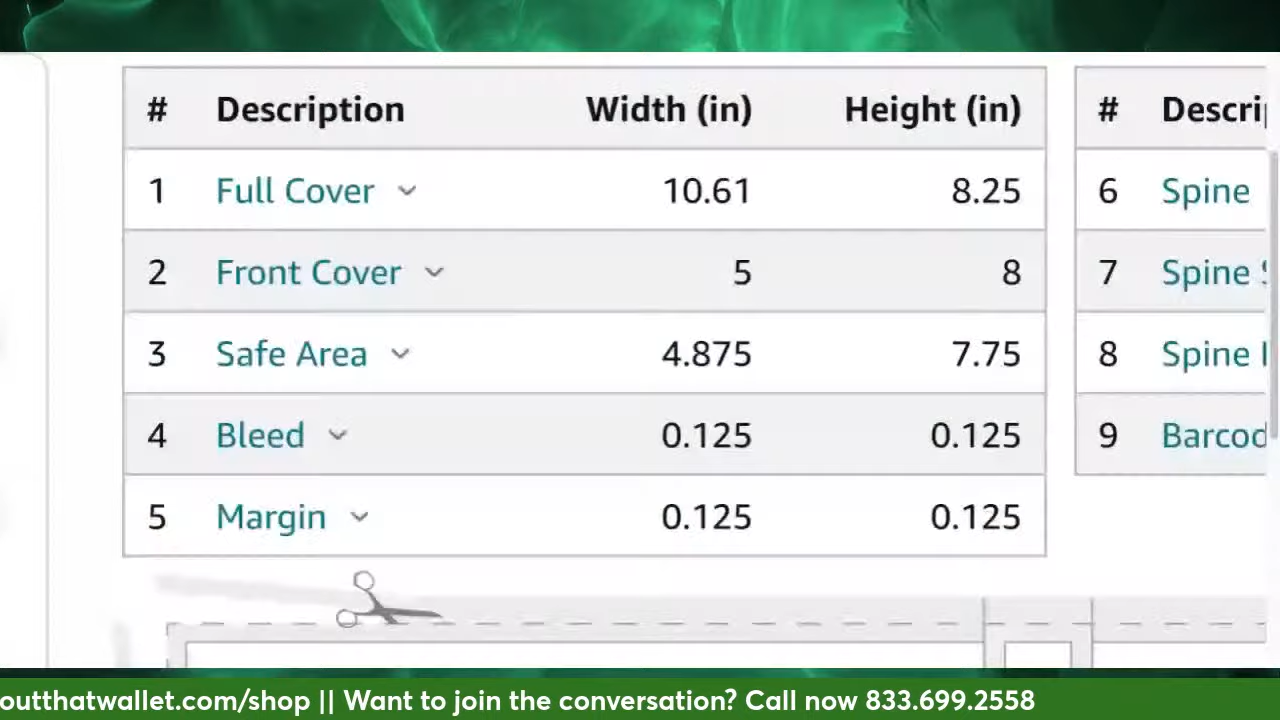 # Description Width (in) Height (in) #
1 Full Cover 10.61 8.25 6 Spine
2 Front Cover 5 8 7 Spine
3 Safe Area 4.875 7.75 8 Spine
4 Bleed 0.125 0.125 9
5 Margin 0.125 0.125
outthatwallet.com/shop || Want to join the conversation? Call now 833.699.2558